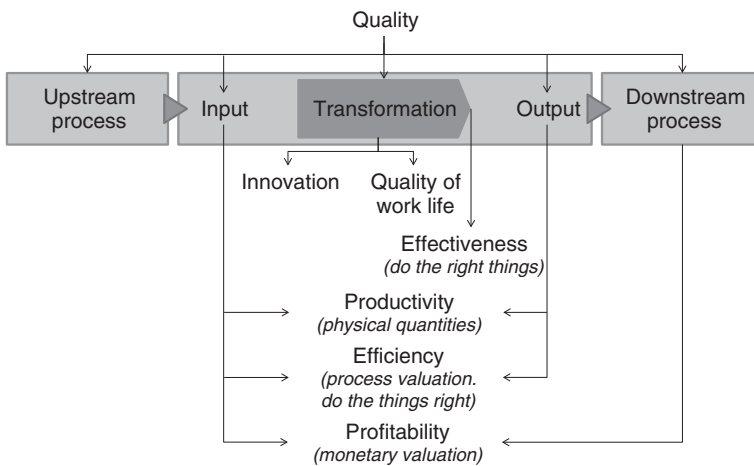 Quality
Upstream
process
Input
Transformation
Output
Downstream
process
Innovation
Quality of
work life
Effectiveness
(do the right things)
Productivity
(physical quantities)
Efficiency
(process valuation.
do the things right)
Profitability
(monetary valuation)